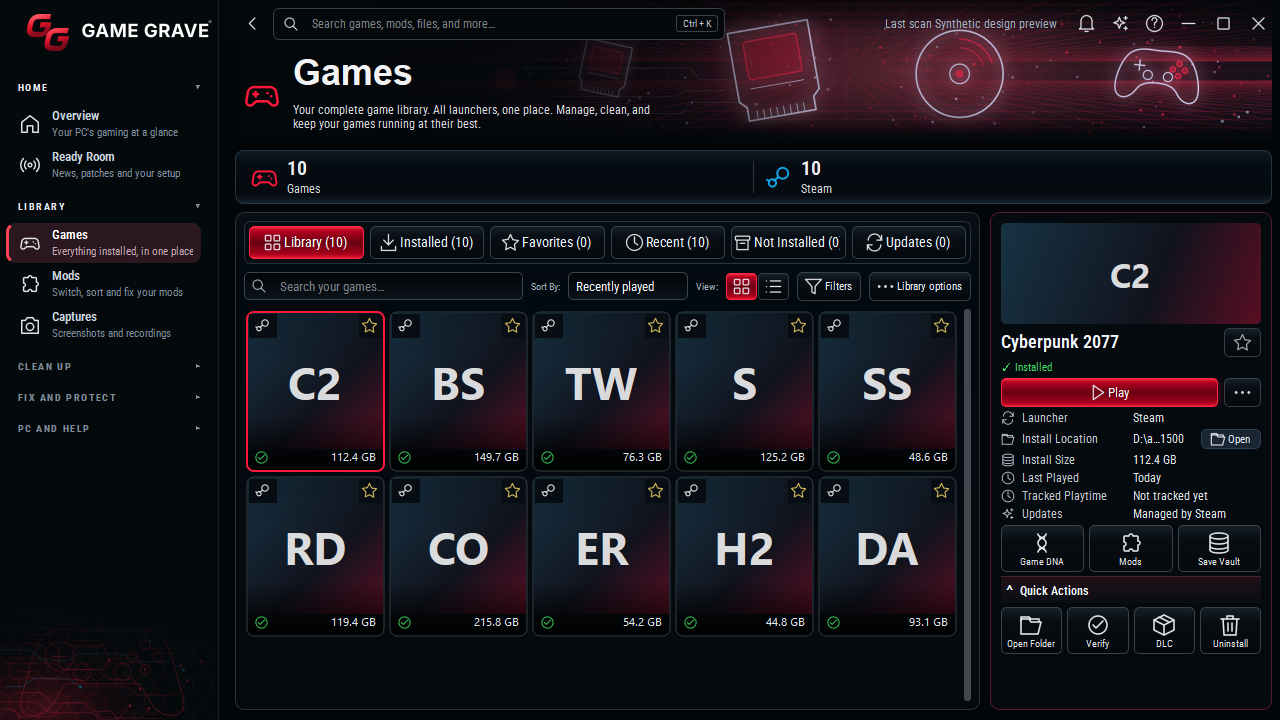 GG GAME GRAVE
Search games, mods, files, and more...
Ctrl + K
Last scan Synthetic design preview
Games
Your complete game library. All launchers, one place. Manage, clean, and
keep your games running at their best.
HOME
Overview
Your PC's gaming at a glance
Ready Room
News, patches and your setup
LIBRARY
Games
Everything installed, in one place
Mods
Switch, sort and fix your mods
Captures
Screenshots and recordings
CLEAN UP
FIX AND PROTECT
PC AND HELP
10
Games
10
Steam
Library (10)
Installed (10)
Favorites (0)
Recent (10)
Not Installed (0
Updates (0)
Search your games...
Sort By:
Recently played
View:
Filters
Library options
C2
112.4 GB
BS
149.7 GB
TW
76.3 GB
S
125.2 GB
SS
48.6 GB
RD
119.4 GB
CO
215.8 GB
ER
54.2 GB
H2
44.8 GB
DA
93.1 GB
C2
Cyberpunk 2077
✓ Installed
Play
Launcher Steam
Install Location D:\a...1500 Open
Install Size 112.4 GB
Last Played Today
Tracked Playtime Not tracked yet
Updates Managed by Steam
Game DNA
Mods
Save Vault
Quick Actions
Open Folder
Verify
DLC
Uninstall